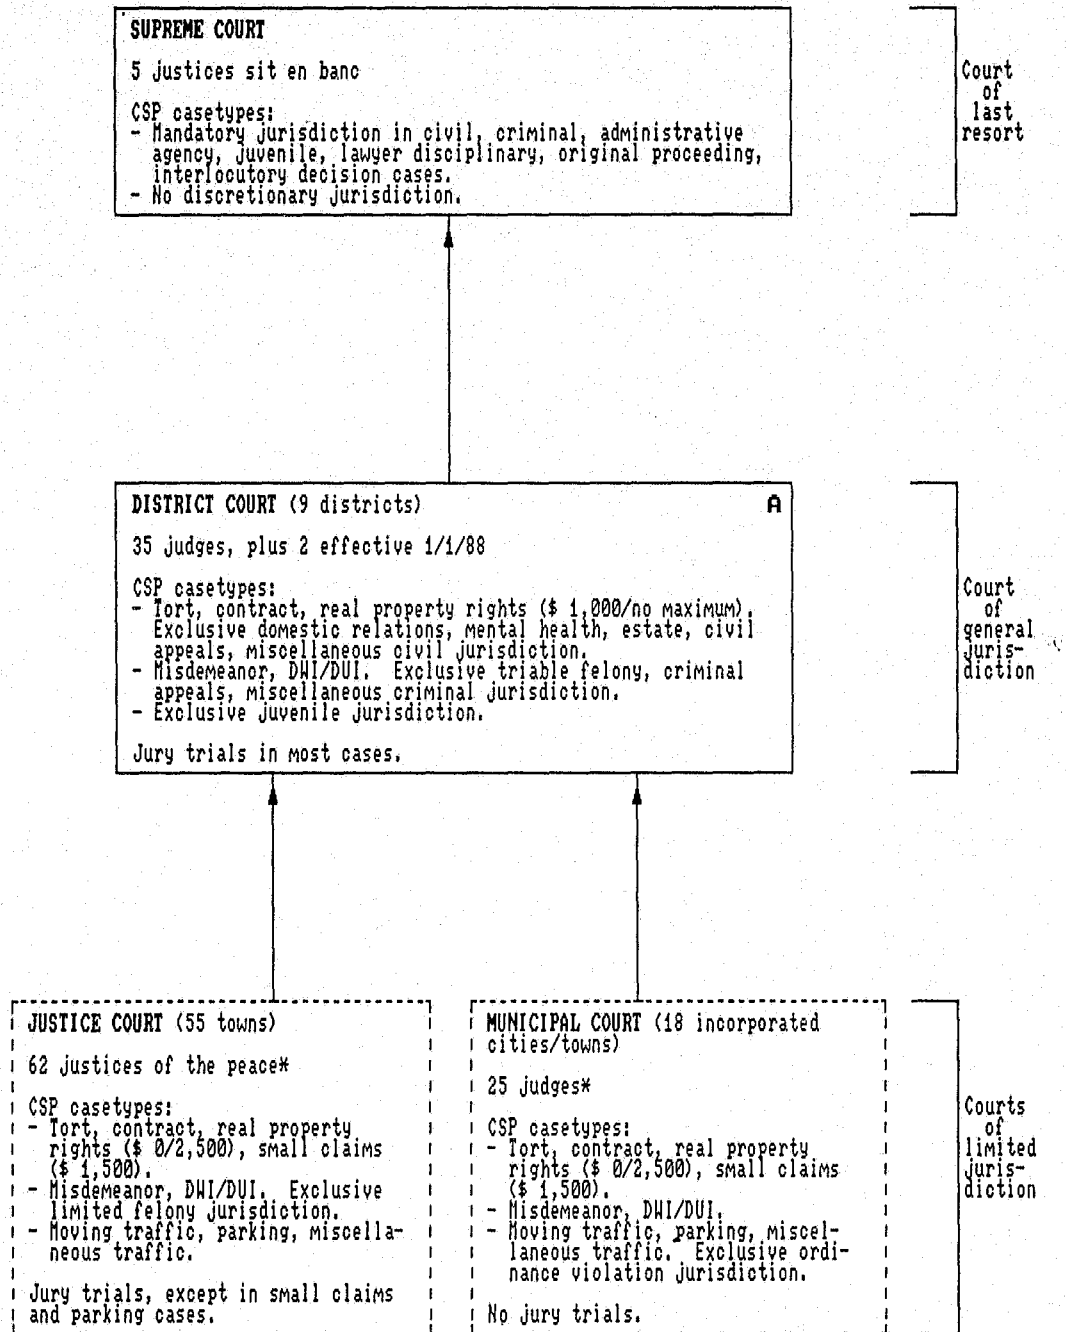 SUPREME COURT
5 justices sit en banc
CSP casetypes:
- Mandatory jurisdiction in civil, criminal, administrative
agency, juvenile, lawyer disciplinary, original proceeding,
interlocutory decision cases.
- No discretionary jurisdiction.
Court
of
last
resort
DISTRICT COURT (9 districts)
A
35 judges, plus 2 effective 1/1/88
CSP casetypes:
- Tort, contract, real property rights ($ 1,000/no maximum).
Exclusive domestic relations, mental health, estate, civil
appeals, miscellaneous civil jurisdiction.
- Misdemeanor, DWI/DUI. Exclusive triable felony, criminal
appeals, miscellaneous criminal jurisdiction.
- Exclusive juvenile jurisdiction.
Jury trials in most cases.
Court
of
general
juris-
diction
JUSTICE COURT (55 towns)
62 justices of the peace*
CSP casetypes:
- Tort, contract, real property
rights ($ 0/2,500), small claims
($ 1,500).
- Misdemeanor, DWI/DUI. Exclusive
limited felony jurisdiction.
- Moving traffic, parking, miscella-
neous traffic.
Jury trials, except in small claims
and parking cases.
MUNICIPAL COURT (18 incorporated
cities/towns)
25 judges*
CSP casetypes:
- Tort, contract, real property
rights ($ 0/2,500), small claims
($ 1,500).
- Misdemeanor, DWI/DUI.
- Moving traffic, parking, miscel-
laneous traffic. Exclusive ordi-
nance violation jurisdiction.
No jury trials.
Courts
of
limited
juris-
diction